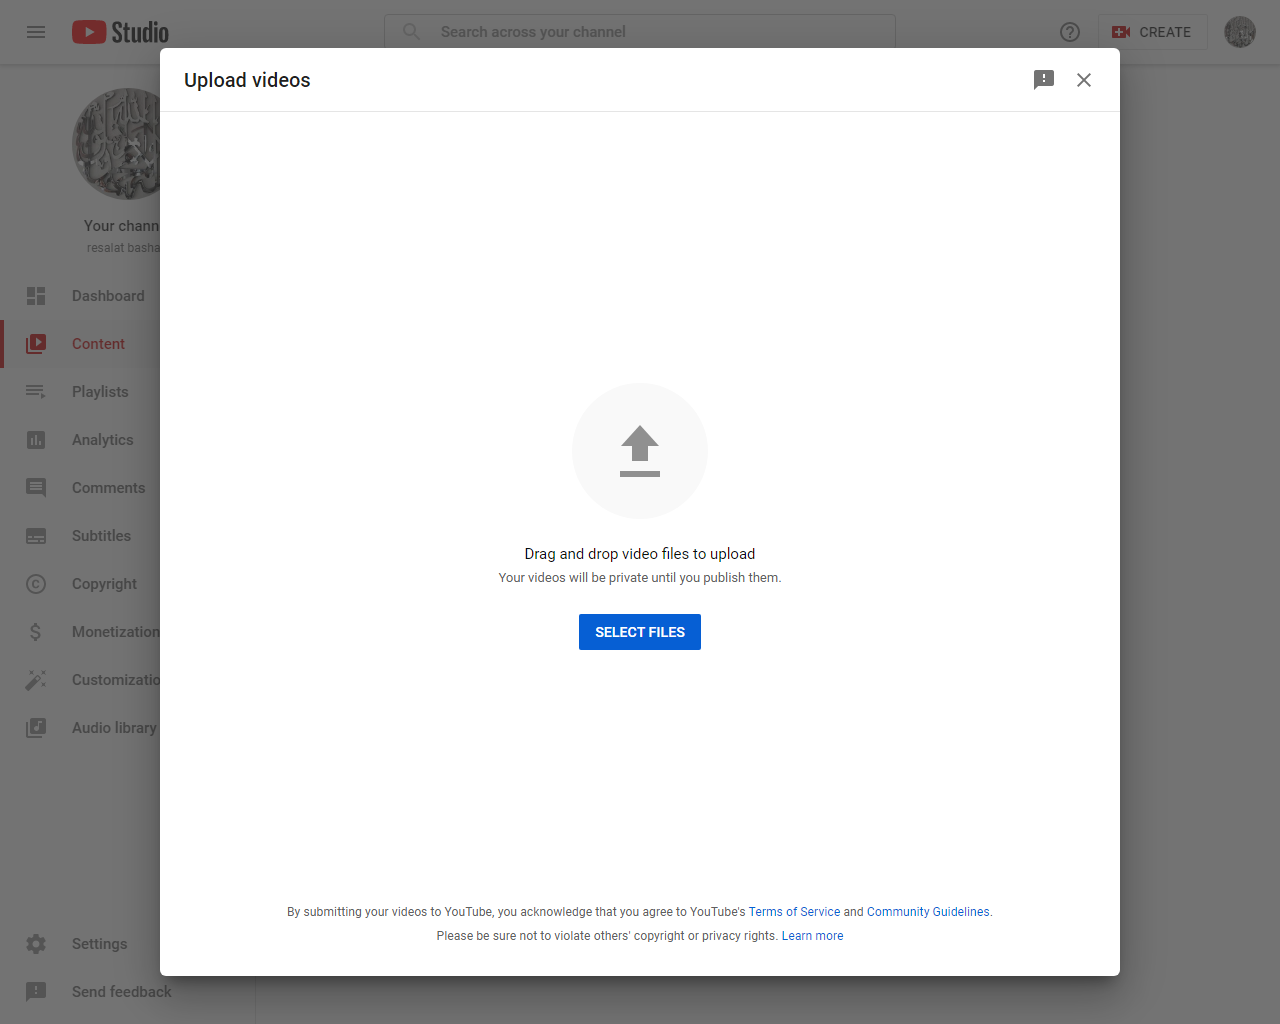 Studio
Search across your channel
CREATE
Upload videos
Your chann
resalat basha
Dashboard
Content
Playlists
Analytics
Comments
Subtitles
Copyright
Monetization
Customizatio
Audio library
Drag and drop video files to upload
Your videos will be private until you publish them.
SELECT FILES
By submitting your videos to YouTube, you acknowledge that you agree to YouTube's Terms of Service and Community Guidelines.
Please be sure not to violate others' copyright or privacy rights. Learn more
Settings
Send feedback